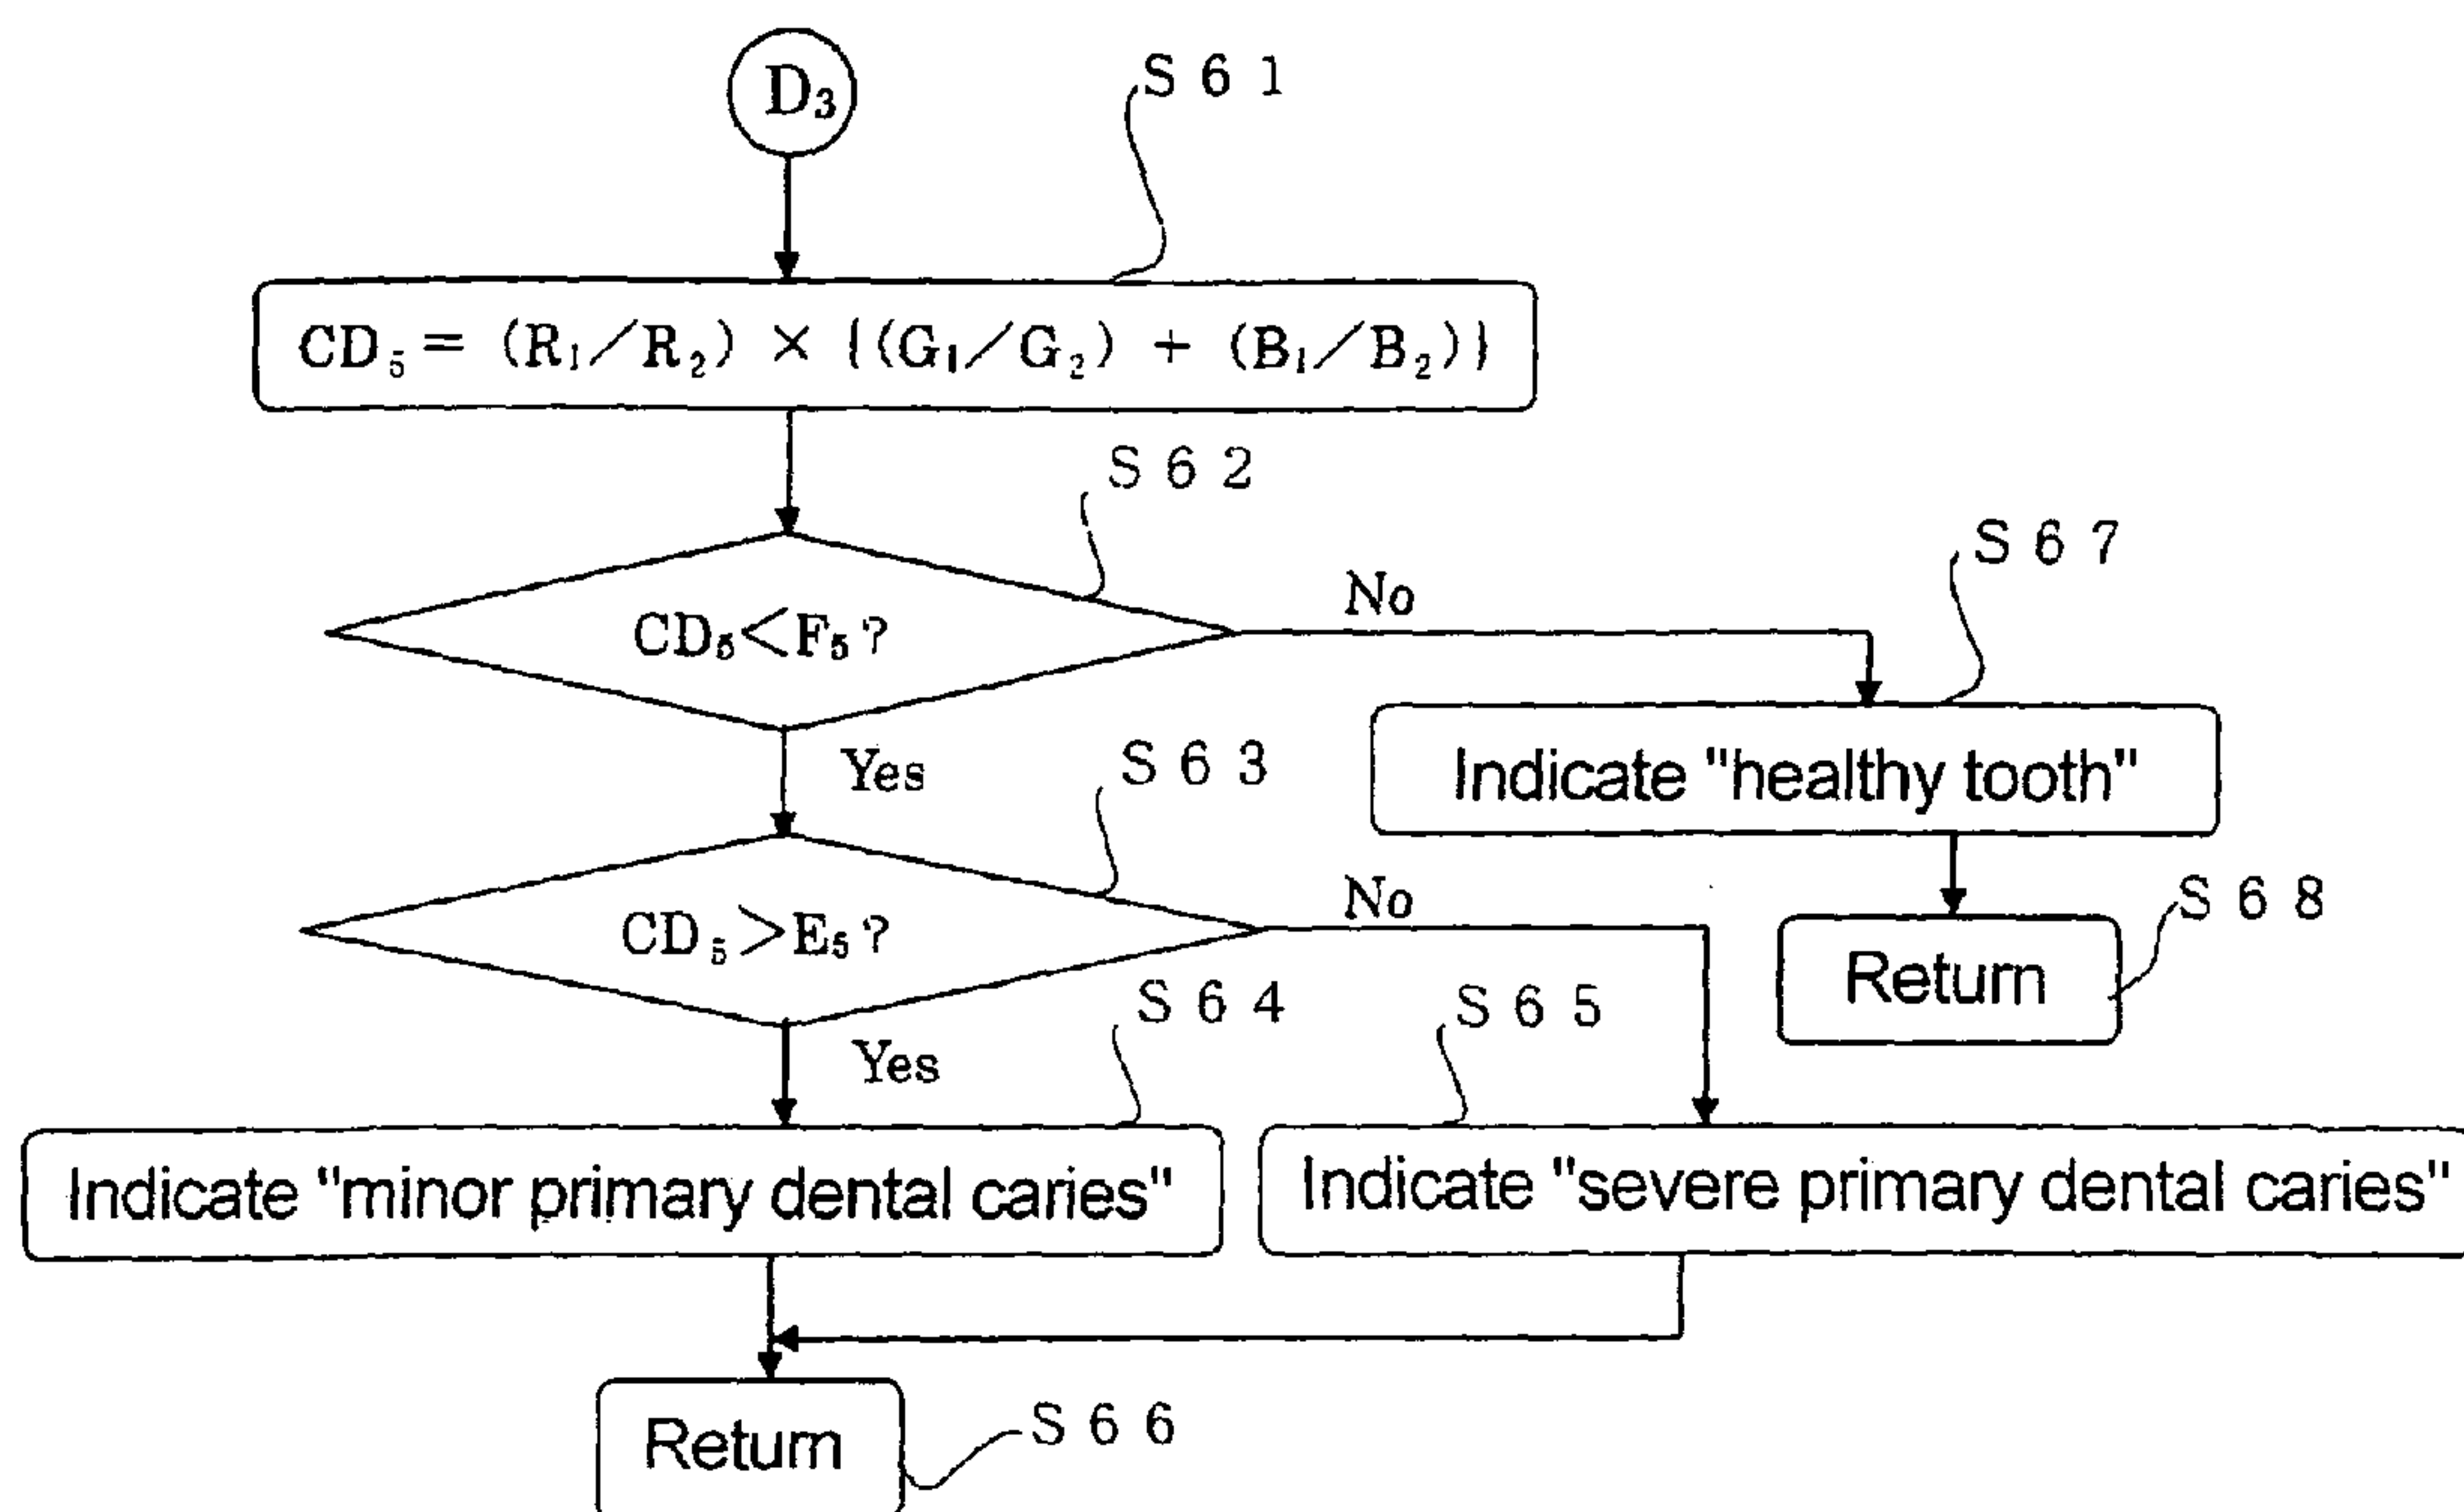 D₃
S61
CD₅＝(R₁/R₂)×{(G₁/G₂)+(B₁/B₂)}
S62
CD₅<F₅?
No
S67
Indicate "healthy tooth"
Yes
S63
CD₅>E₅?
No
S68
Return
S64
S65
Yes
Indicate "minor primary dental caries"
Indicate "severe primary dental caries"
Return
S66